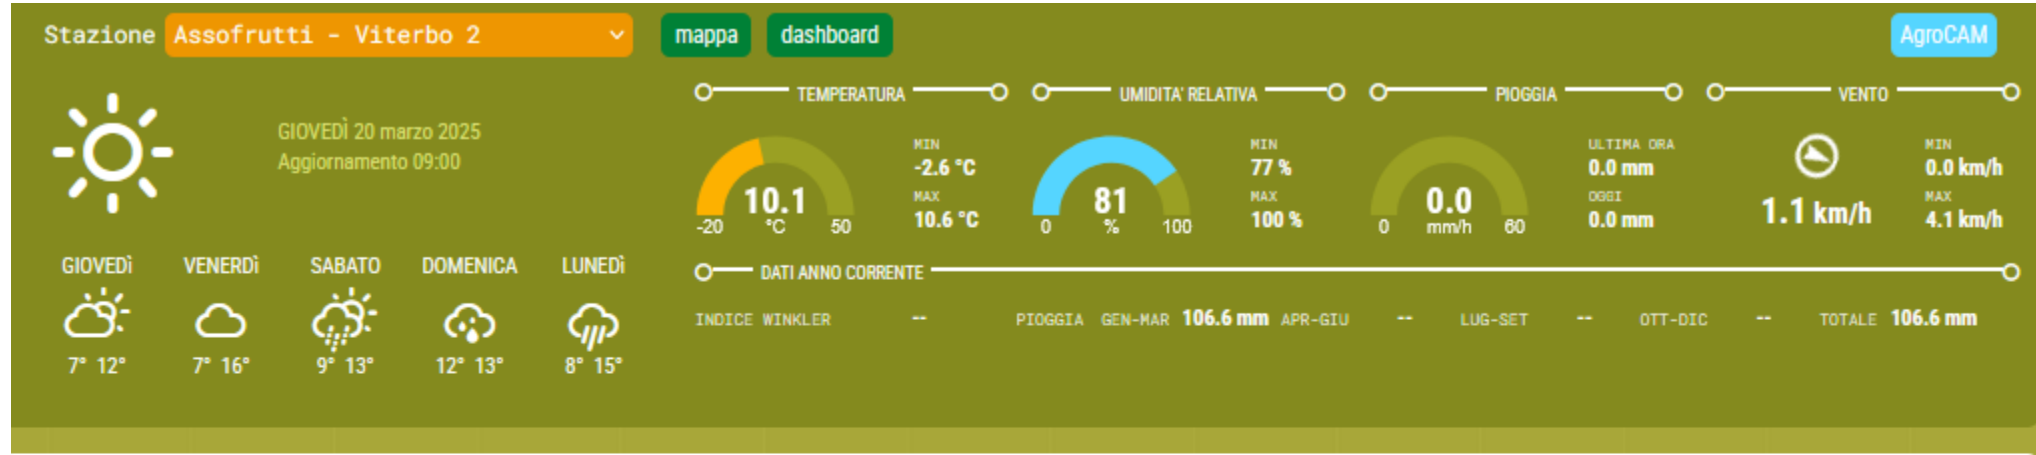 Stazione Assofrutti - Viterbo 2 mappa dashboard AgroCAM
GIOVEDÌ 20 marzo 2025
Aggiornamento 09:00
TEMPERATURA
10.1
°C
-20 50
MIN
-2.6 °C
MAX
10.6 °C
UMIDITA' RELATIVA
81
%
0 100
MIN
77 %
MAX
100 %
PIOGGIA
0.0
mm/h
0 60
ULTIMA ORA
0.0 mm
OGGI
0.0 mm
VENTO
1.1 km/h
MIN
0.0 km/h
MAX
4.1 km/h
GIOVEDÌ VENERDÌ SABATO DOMENICA LUNEDÌ
7° 12° 7° 16° 9° 13° 12° 13° 8° 15°
DATI ANNO CORRENTE
INDICE WINKLER -- PIOGGIA GEN-MAR 106.6 mm APR-GIU -- LUG-SET -- OTT-DIC -- TOTALE 106.6 mm